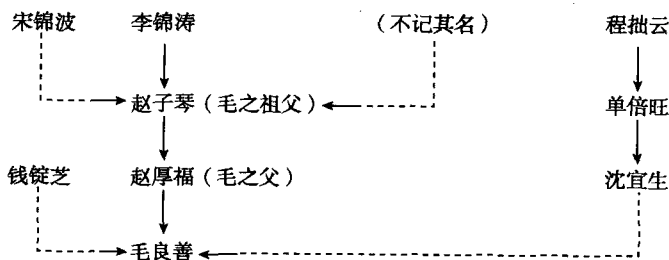 宋锦波 李锦涛 （不记其名） 程拙云
赵子琴（毛之祖父） 单倍旺
钱锭芝 赵厚福（毛之父） 沈宜生
毛良善